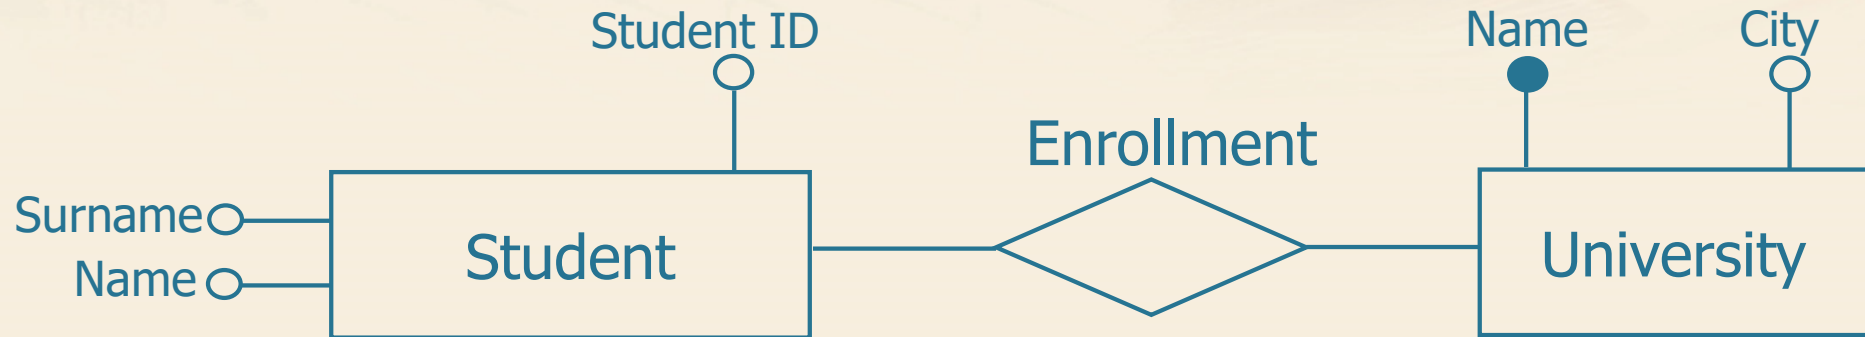 Student ID
Name
City
Enrollment
Surname
Name
Student
University